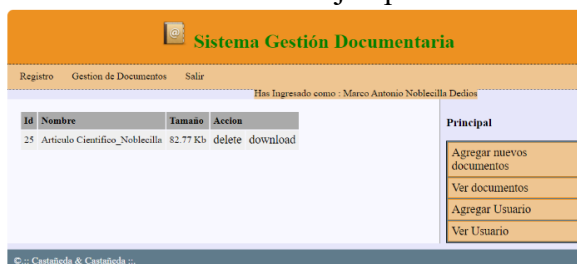 Sistema Gestión Documentaria
Registro Gestion de Documentos Salir
Has Ingresado como : Marco Antonio Noblecilla Dedios
Id Nombre Tamaño Accion
25 Articulo Científico_Noblecilla 82.77 Kb delete download
Principal
Agregar nuevos
documentos
Ver documentos
Agregar Usuario
Ver Usuario
©.:: Castañeda & Castañeda ::.